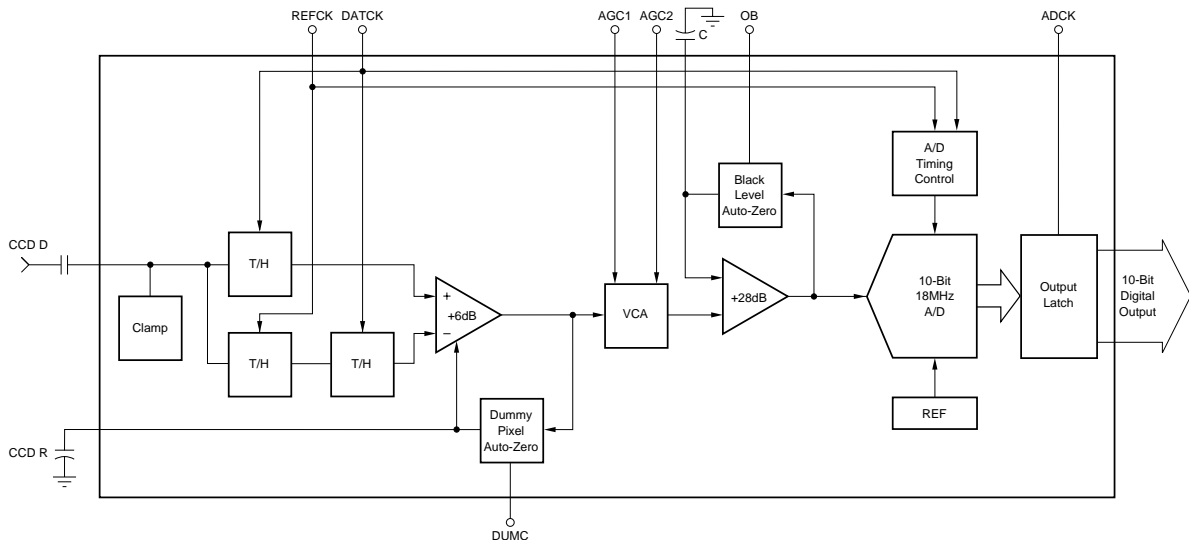 REFCK DATCK AGC1 AGC2 OB ADCK
C
A/D
Timing
Control
Black
Level
Auto-Zero
CCD D
T/H
Clamp
T/H
T/H
+
+6dB
−
VCA
+28dB
10-Bit
18MHz
A/D
Output
Latch
10-Bit
Digital
Output
REF
Dummy
Pixel
Auto-Zero
CCD R
DUMC